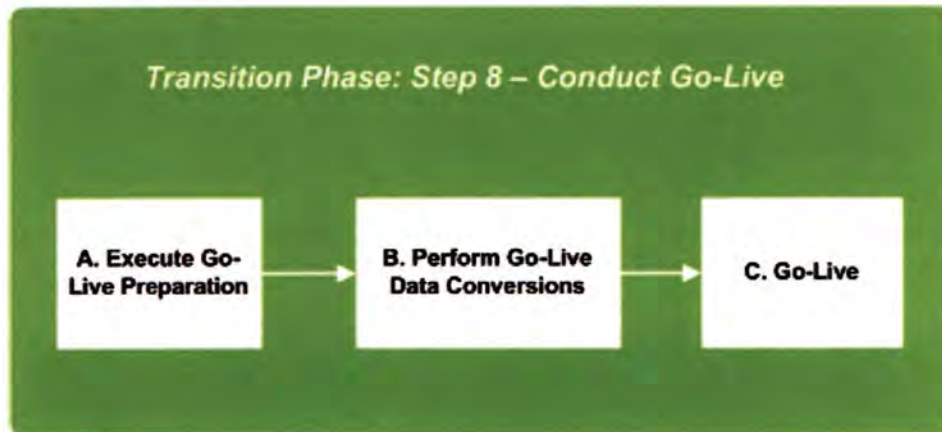 Transition Phase: Step 8 – Conduct Go-Live
A. Execute Go-
Live Preparation
B. Perform Go-Live
Data Conversions
C. Go-Live